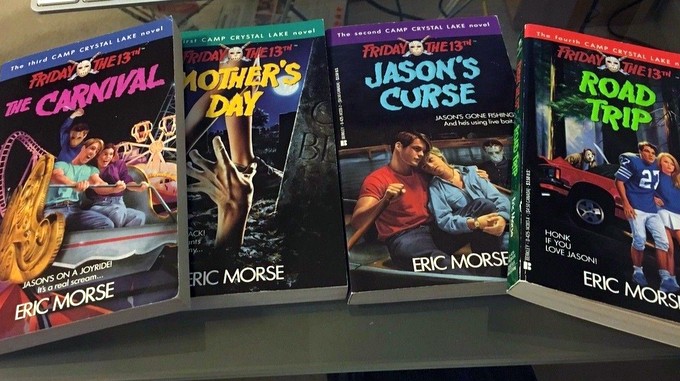 The third CAMP CRYSTAL LAKE novel
FRIDAY THE 13TH
THE CARNIVAL
JASON'S ON A JOYRIDE!
It's a real scream...
ERIC MORSE
first CAMP CRYSTAL LAKE novel
FRIDAY THE 13TH
MOTHER'S
DAY
ERIC MORSE
The second CAMP CRYSTAL LAKE novel
FRIDAY THE 13TH
JASON'S
CURSE
JASON'S GONE FISHING
And he's using live bait.
ERIC MORSE
The fourth CAMP CRYSTAL LAKE
FRIDAY THE 13TH
ROAD
TRIP
27
HONK
IF YOU
LOVE JASON!
ERIC MORS